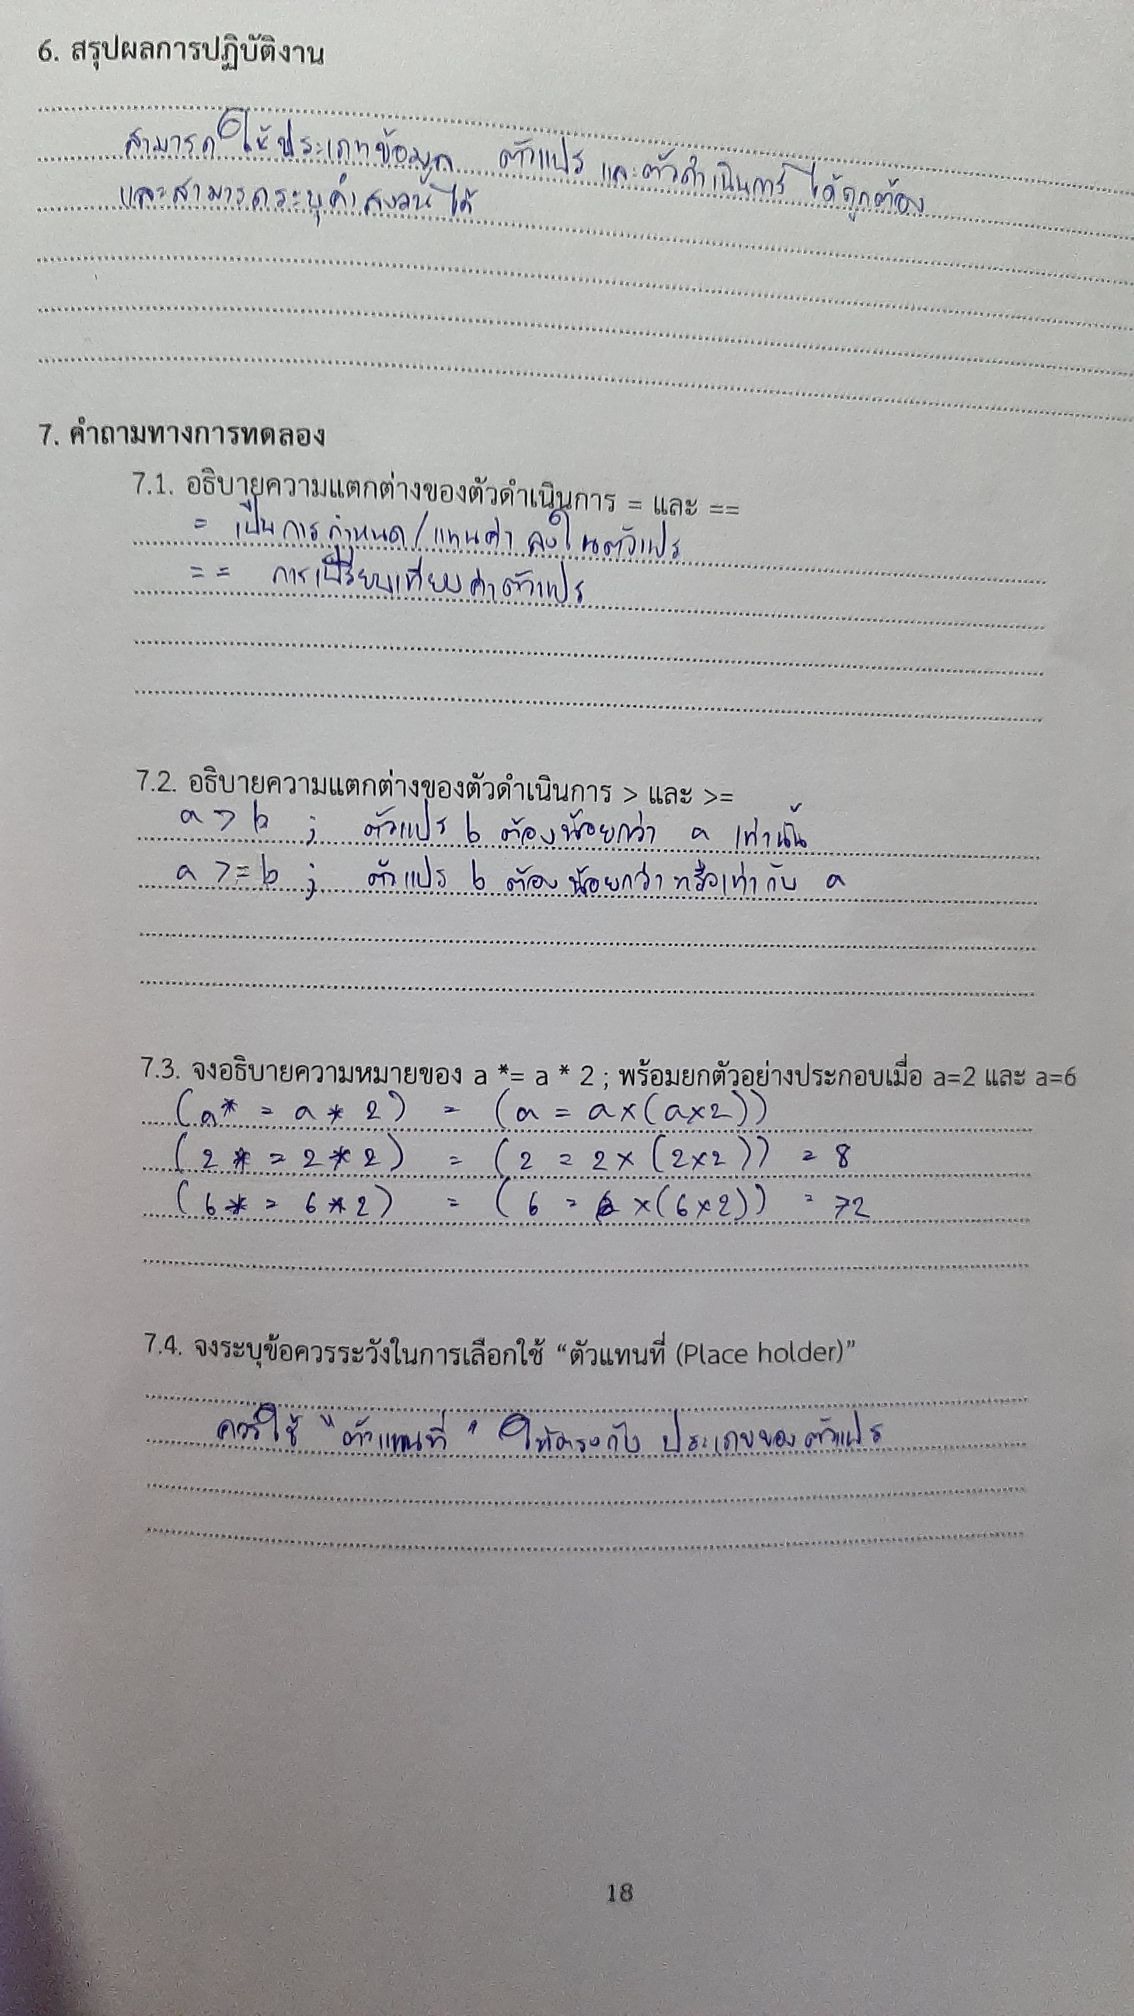 6. สรุปผลการปฏิบัติงาน
สามารถ ใช้ประเภทข้อมูล ตัวแปร และตัวดำเนินการ ได้ถูกต้อง
และสามารถระบุคำสงวนได้
7. คำถามทางการทดลอง
7.1. อธิบายความแตกต่างของตัวดำเนินการ = และ ==
= เป็นการกำหนด/แทนค่า ลงในตัวแปร
== การเปรียบเทียบค่าตัวแปร
7.2. อธิบายความแตกต่างของตัวดำเนินการ > และ >=
a > b ; ตัวแปร b ต้องน้อยกว่า a เท่านั้น
a >= b ; ตัวแปร b ต้องน้อยกว่าหรือเท่ากับ a
7.3. จงอธิบายความหมายของ a *= a * 2 ; พร้อมยกตัวอย่างประกอบเมื่อ a=2 และ a=6
(a* = a * 2) = (a = a×(a×2))
(2 * = 2*2) = (2 = 2×(2×2)) = 8
(6* = 6*2) = (6 = 6 ×(6×2)) = 72
7.4. จงระบุข้อควรระวังในการเลือกใช้ “ตัวแทนที่ (Place holder)”
ควรใช้ "ตัวแทนที่" ให้ตรงกับ ประเภทของตัวแปร
18